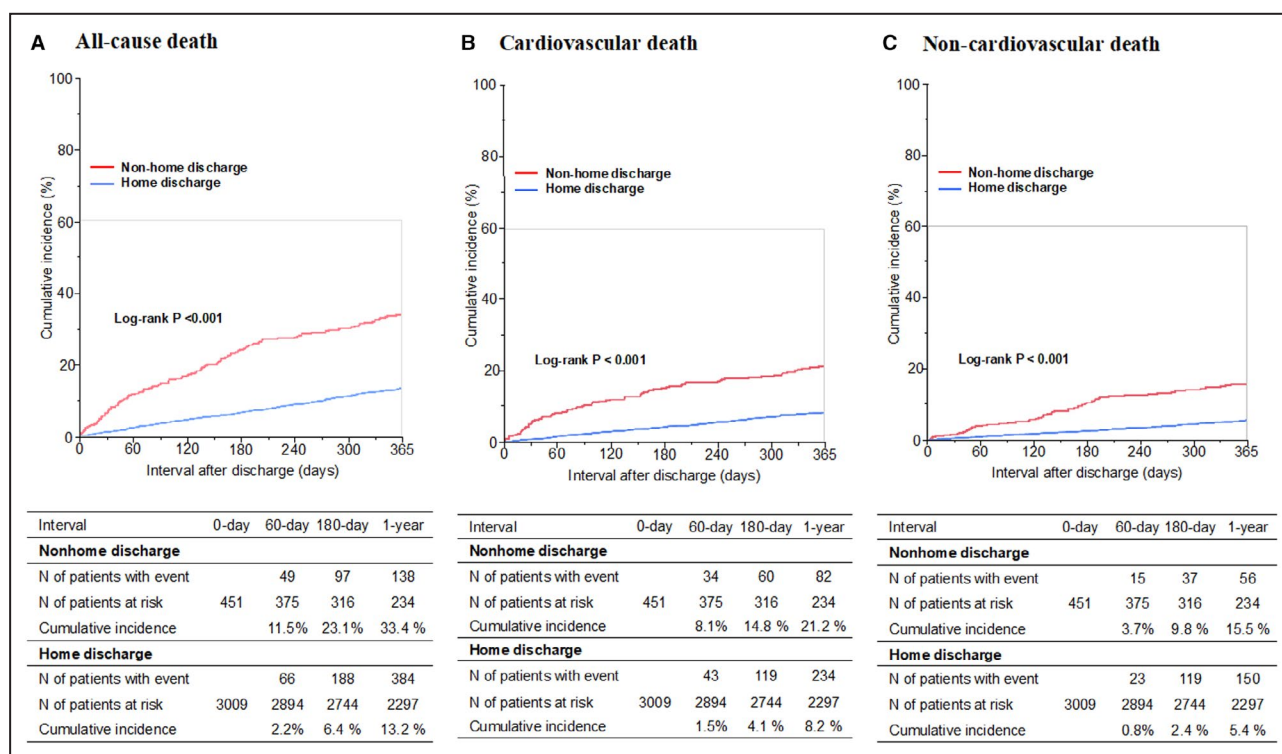 A All-cause death
100
80
60
40
20
0
Cumulative incidence (%)
Non-home discharge
Home discharge
Log-rank P <0.001
0 60 120 180 240 300 365
Interval after discharge (days)
Interval 0-day 60-day 180-day 1-year
Nonhome discharge
N of patients with event 49 97 138
N of patients at risk 451 375 316 234
Cumulative incidence 11.5% 23.1% 33.4 %
Home discharge
N of patients with event 66 188 384
N of patients at risk 3009 2894 2744 2297
Cumulative incidence 2.2% 6.4 % 13.2 %
B Cardiovascular death
100
80
60
40
20
0
Cumulative incidence (%)
Non-home discharge
Home discharge
Log-rank P < 0.001
0 60 120 180 240 300 365
Interval after discharge (days)
Interval 0-day 60-day 180-day 1-year
Nonhome discharge
N of patients with event 34 60 82
N of patients at risk 451 375 316 234
Cumulative incidence 8.1% 14.8 % 21.2 %
Home discharge
N of patients with event 43 119 234
N of patients at risk 3009 2894 2744 2297
Cumulative incidence 1.5% 4.1 % 8.2 %
C Non-cardiovascular death
100
80
60
40
20
0
Cumulative incidence (%)
Non-home discharge
Home discharge
Log-rank P < 0.001
0 60 120 180 240 300 365
Interval after discharge (days)
Interval 0-day 60-day 180-day 1-year
Nonhome discharge
N of patients with event 15 37 56
N of patients at risk 451 375 316 234
Cumulative incidence 3.7% 9.8 % 15.5 %
Home discharge
N of patients with event 23 119 150
N of patients at risk 3009 2894 2744 2297
Cumulative incidence 0.8% 2.4 % 5.4 %